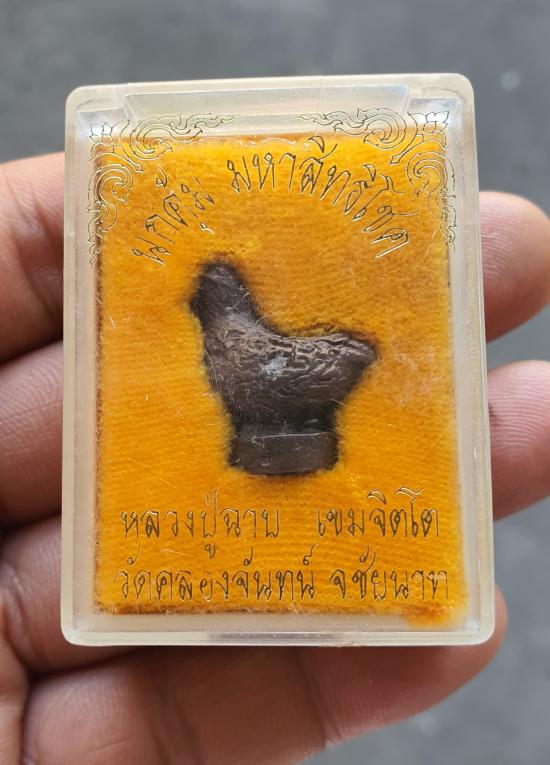 นกคุ้ม มหาสิทธิโชค
หลวงปู่ฉาบ เขมจิตโต
วัดคลองจันทน์ จ.ชัยนาท